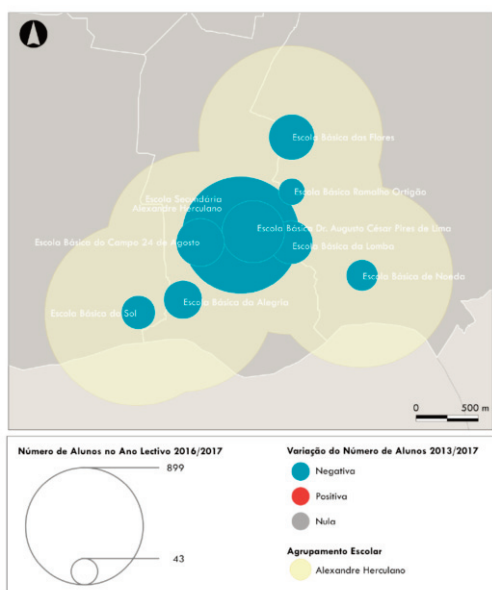 Escola Básica das Flores
Escola Básica Ramalho Ortigão
Escola Secundária
Alexandre Herculano
Escola Básica Dr. Augusto César Pires de Lima
Escola Básica do Campo 24 de Agosto
Escola Básica da Lomba
Escola Básica de Noeda
Escola Básica da Alegria
Escola Básica do Sol
0 500 m
Número de Alunos no Ano Lectivo 2016/2017
899
43
Variação do Número de Alunos 2013/2017
Negativa
Positiva
Nula
Agrupamento Escolar
Alexandre Herculano